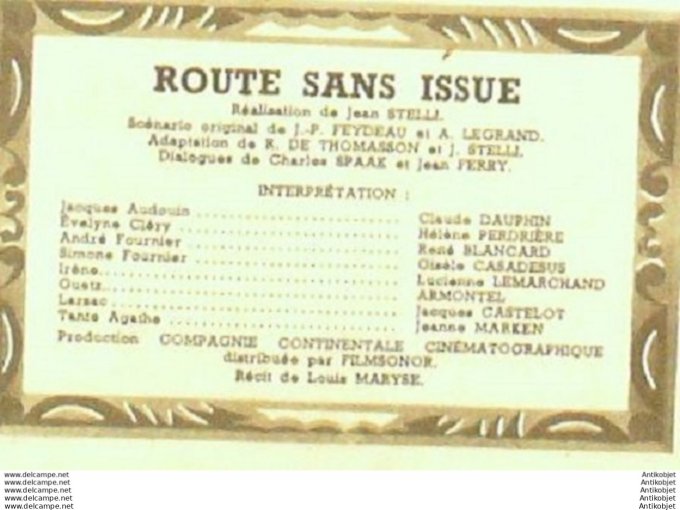 ROUTE SANS ISSUE
Réalisation de Jean STELLI.
Scénario original de J.-P. FEYDEAU et A. LEGRAND.
Adaptation de R. DE THOMASSON et J. STELLI.
Dialogues de Charles SPAAK et Jean FERRY.
INTERPRÉTATION :
Jacques Audouin .......................... Claude DAUPHIN
Évelyne Cléry .......................... Hélène PERDRIÈRE
André Fournier .......................... René BLANCARD
Simone Fournier .......................... Gisèle CASADESUS
Irène.......................... Lucienne LEMARCHAND
Guetz.......................... ARMONTEL
Larsac .......................... Jacques CASTELOT
Tante Agathe .......................... Jeanne MARKEN
Production COMPAGNIE CONTINENTALE CINÉMATOGRAPHIQUE
distribuée par FILMSONOR.
Récit de Louis MARYSE.
www.delcampe.net
www.delcampe.net
www.delcampe.net
www.delcampe.net
www.delcampe.net
Antikobjet
Antikobjet
Antikobjet
Antikobjet
Antikobjet